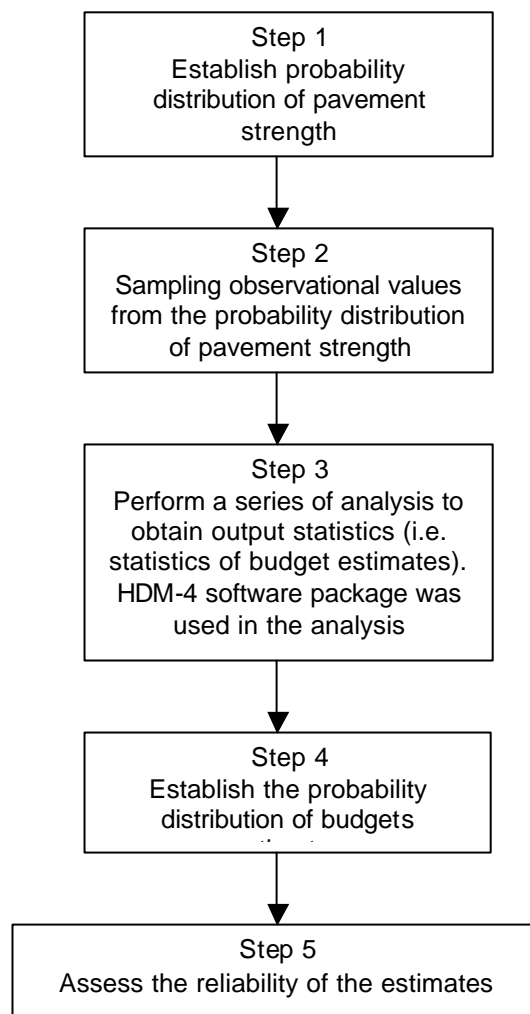 Step 1
Establish probability
distribution of pavement
strength
Step 2
Sampling observational values
from the probability distribution
of pavement strength
Step 3
Perform a series of analysis to
obtain output statistics (i.e.
statistics of budget estimates).
HDM-4 software package was
used in the analysis
Step 4
Establish the probability
distribution of budgets
Step 5
Assess the reliability of the estimates